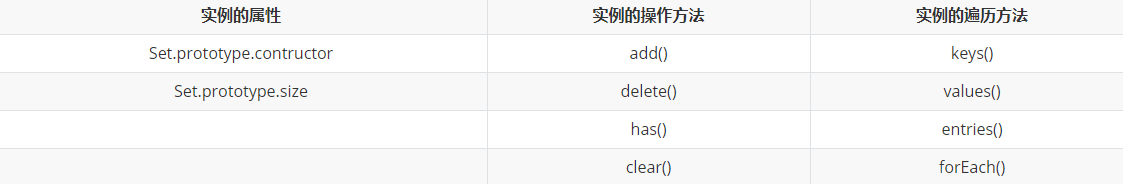 实例的属性 实例的操作方法 实例的遍历方法
Set.prototype.contructor add() keys()
Set.prototype.size delete() values()
has() entries()
clear() forEach()